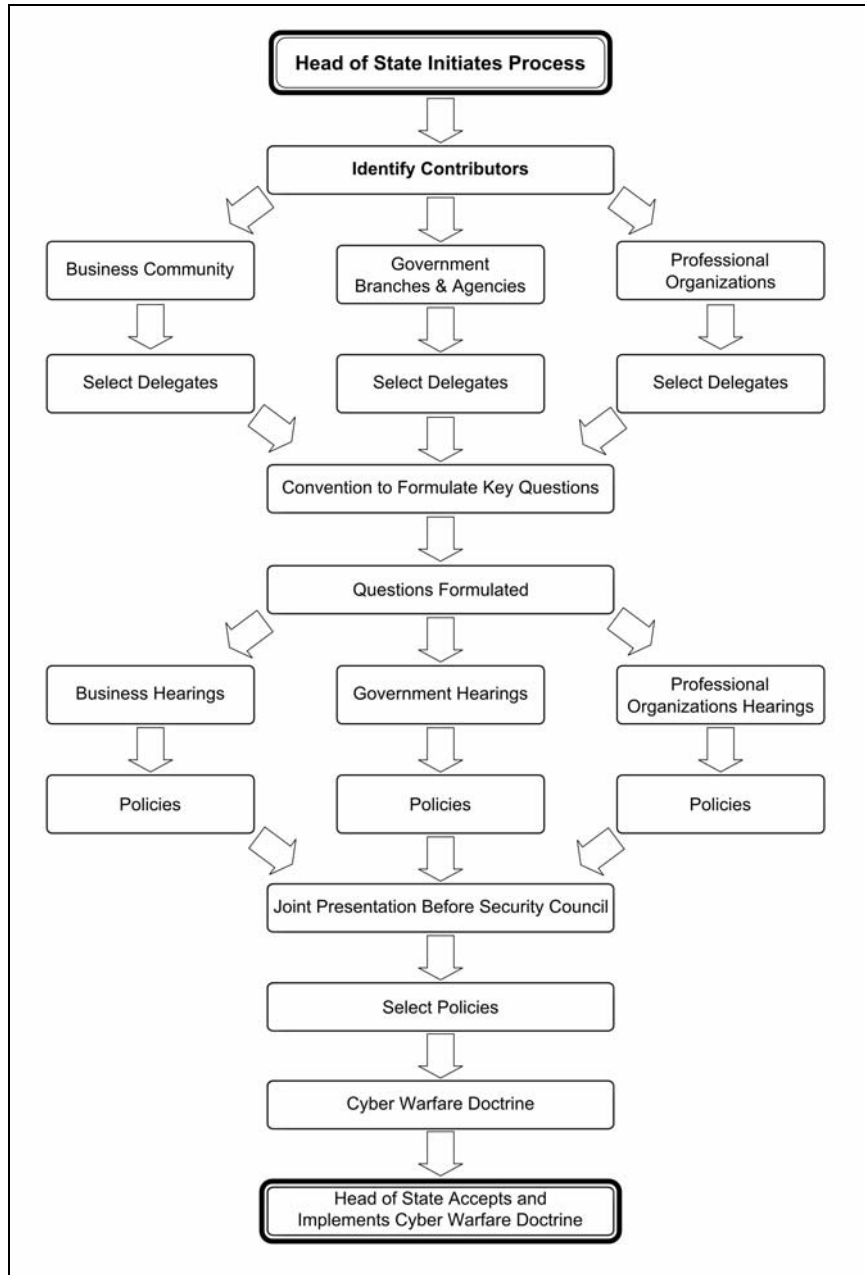 Head of State Initiates Process
Identify Contributors
Business Community
Government
Branches & Agencies
Professional
Organizations
Select Delegates
Select Delegates
Select Delegates
Convention to Formulate Key Questions
Questions Formulated
Business Hearings
Government Hearings
Professional
Organizations Hearings
Policies
Policies
Policies
Joint Presentation Before Security Council
Select Policies
Cyber Warfare Doctrine
Head of State Accepts and
Implements Cyber Warfare Doctrine